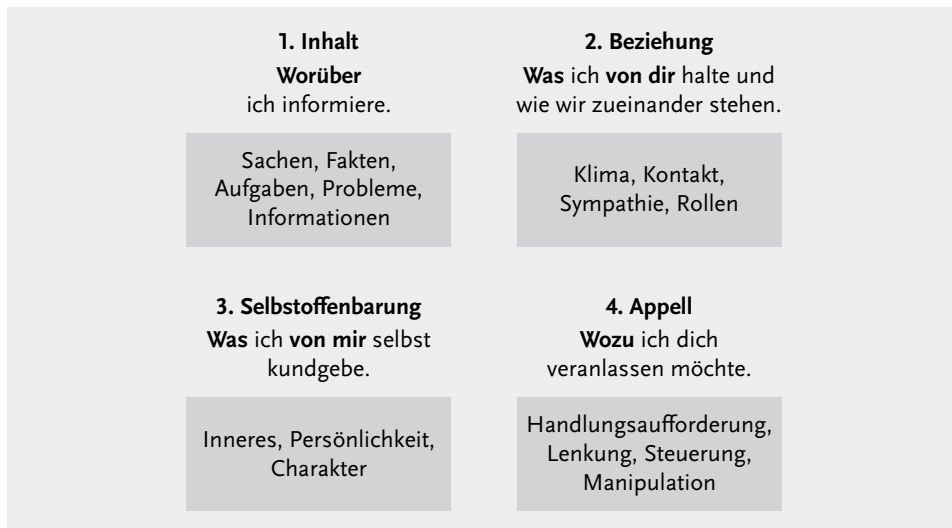 1. Inhalt
Worüber
ich informiere.
Sachen, Fakten,
Aufgaben, Probleme,
Informationen
2. Beziehung
Was ich von dir halte und
wie wir zueinander stehen.
Klima, Kontakt,
Sympathie, Rollen
3. Selbstoffenbarung
Was ich von mir selbst
kundgebe.
Inneres, Persönlichkeit,
Charakter
4. Appell
Wozu ich dich
veranlassen möchte.
Handlungsaufforderung,
Lenkung, Steuerung,
Manipulation